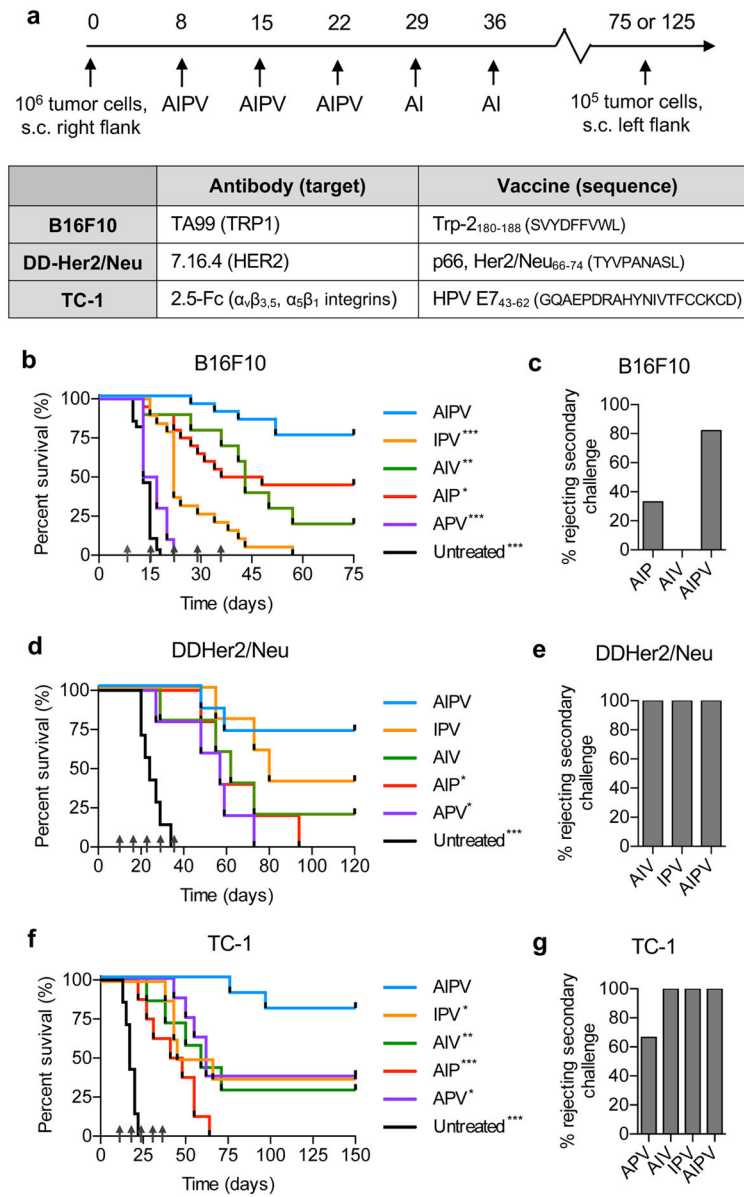 a
0 8 15 22 29 36 75 or 125
10⁶ tumor cells,
s.c. right flank
AIPV AIPV AIPV AI AI
10⁵ tumor cells,
s.c. left flank
Antibody (target) Vaccine (sequence)
B16F10 TA99 (TRP1) Trp-2₁₈₀₋₁₈₈ (SVYDFFVWL)
DD-Her2/Neu 7.16.4 (HER2) p66, Her2/Neu₆₆₋₇₄ (TYVPANASL)
TC-1 2.5-Fc (αᵥβ₃,₅, α₅β₁ integrins) HPV E7₄₃₋₆₂ (GQAEPDRAHYNIVTFCCKCD)
b
B16F10
Percent survival (%)
100
75
50
25
0
0 15 30 45 60 75
Time (days)
AIPV
IPV***
AIV**
AIP*
APV***
Untreated***
c
B16F10
% rejecting secondary
challenge
100
80
60
40
20
0
AIP AIV AIPV
d
DDHer2/Neu
Percent survival (%)
100
75
50
25
0
0 20 40 60 80 100 120
Time (days)
AIPV
IPV
AIV
AIP*
APV*
Untreated***
e
DDHer2/Neu
% rejecting secondary
challenge
100
80
60
40
20
0
AIV IPV AIPV
f
TC-1
Percent suvival (%)
100
75
50
25
0
0 25 50 75 100 125 150
Time (days)
AIPV
IPV*
AIV**
AIP***
APV*
Untreated***
g
TC-1
% rejecting secondary
challenge
100
80
60
40
20
0
APV AIV IPV AIPV